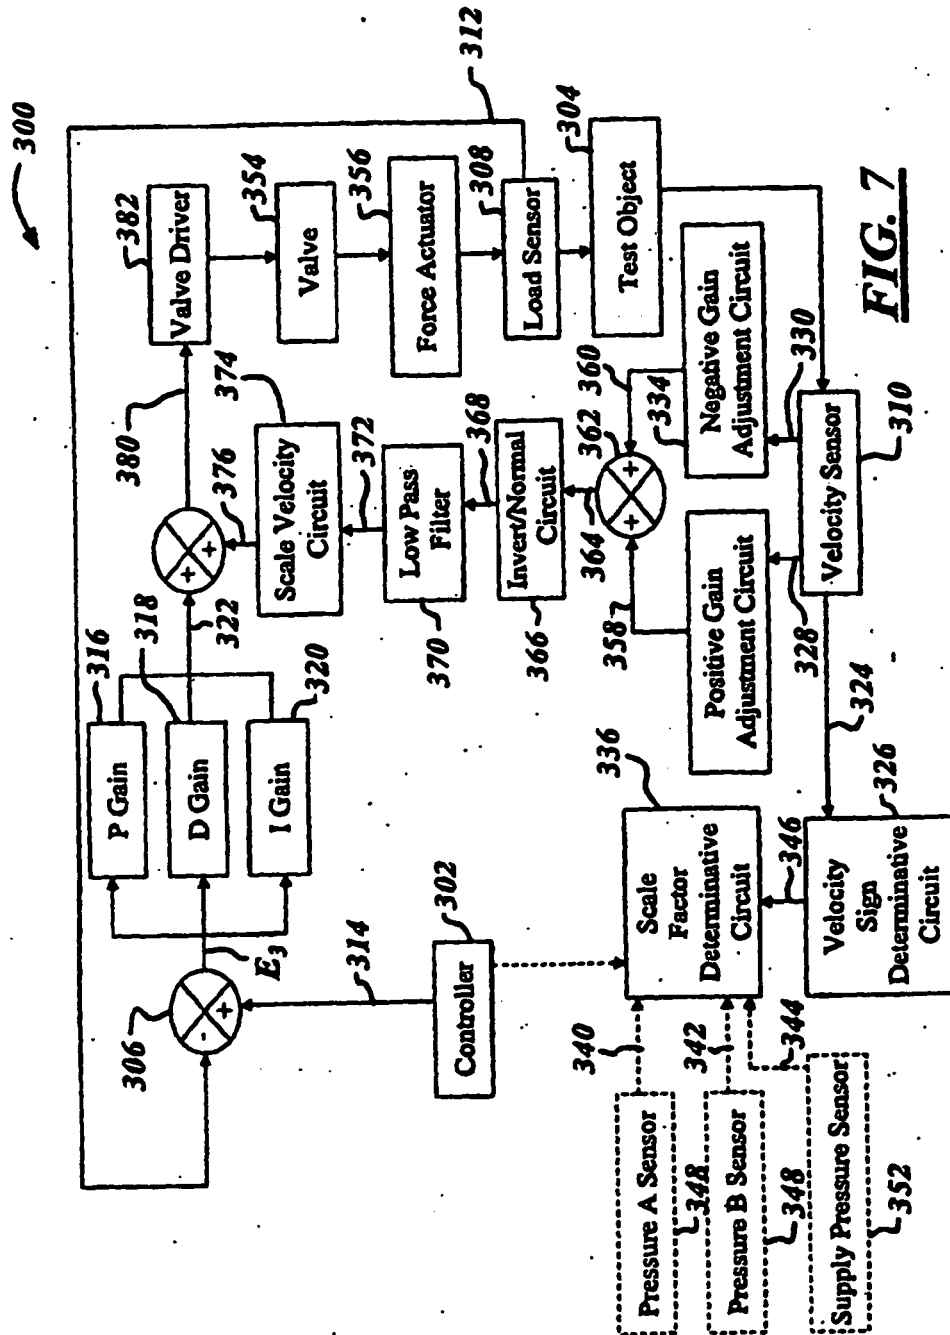 300
312
P Gain
316
D Gain
318
I Gain
320
322
+
+
380
376
Valve Driver
382
Valve
354
Force Actuator
356
Load Sensor
308
Test Object
304
306
-
+
E3
314
Controller
302
Scale Velocity
Circuit
374
372
Low Pass
Filter
370
368
Invert/Normal
Circuit
366
364
362
+
+
358
360
334
Positive Gain
Adjustment Circuit
Negative Gain
Adjustment Circuit
328
330
Velocity Sensor
310
324
Scale
Factor
Determinative
Circuit
336
346
Velocity
Sign
Determinative
Circuit
326
340
342
344
Pressure A Sensor
348
Pressure B Sensor
348
Supply Pressure Sensor
352
FIG. 7